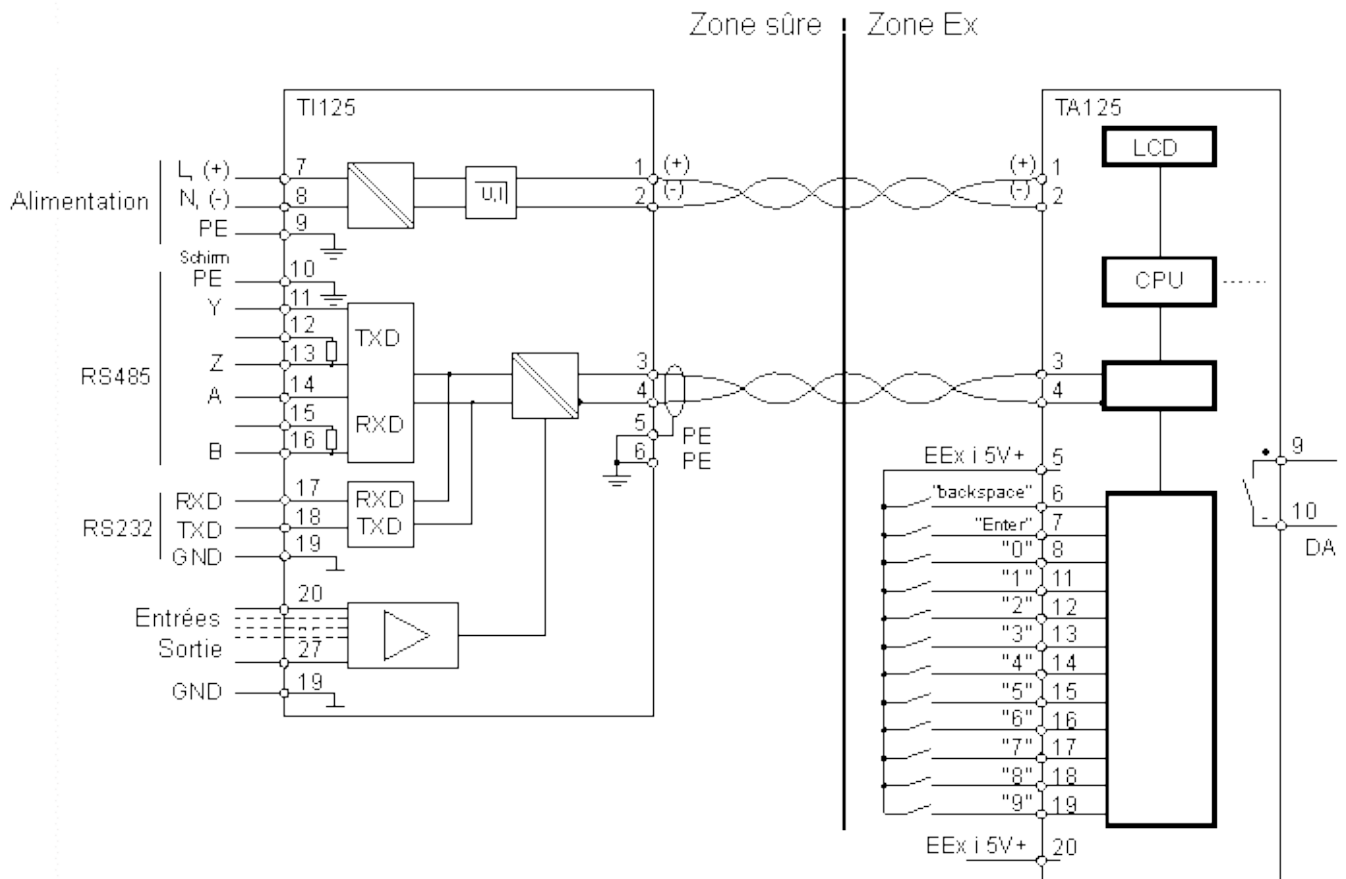 Zone sûre
Zone Ex
TI125
TA125
LCD
CPU
Alimentation
L, (+)
7
N, (-)
8
PE
9
U,I
1
(+)
2
(-)
(+)
1
(-)
2
Schirm
PE
10
Y
11
12
Z
13
A
14
15
B
16
RS485
TXD
RXD
3
4
5
PE
6
PE
3
4
RS232
RXD
17
TXD
18
GND
19
RXD
TXD
Entrées
20
Sortie
27
GND
19
EEx i 5V+
5
"backspace"
6
"Enter"
7
"0"
8
"1"
11
"2"
12
"3"
13
"4"
14
"5"
15
"6"
16
"7"
17
"8"
18
"9"
19
EEx i 5V+
20
9
10
DA